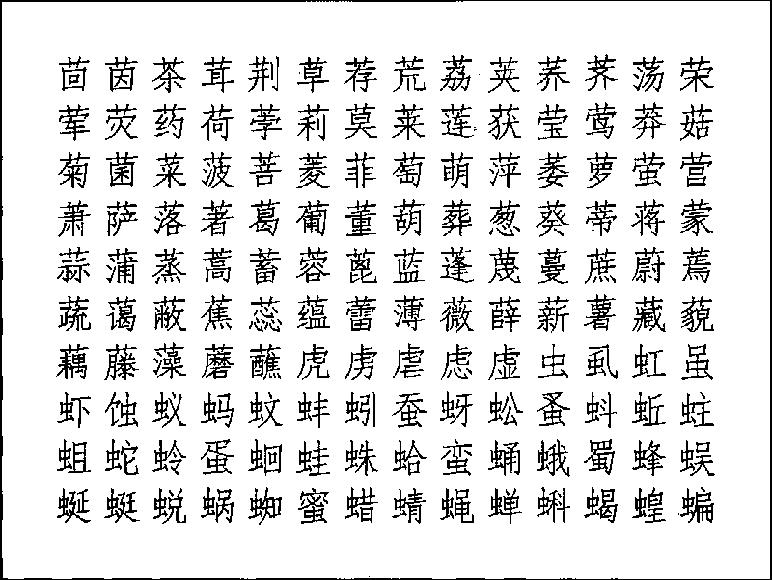 茴茵茶茸荆草荐荒荔荚荞荠荡荣
荤荧药荷荸莉莫莱莲获莹莺莽菇
菊菌菜菠菩菱菲萄萌萍萎萝萤营
萧萨落著葛葡董葫葬葱葵蒂蒋蒙
蒜蒲蒸蒿蓄蓉蓖蓝蓬蔑蔓蔗蔚蔫
蔬蔼蔽蕉蕊蕴蕾薄薇薛薪薯藏藐
藕藤藻蘑蘸虎虏虐虑虚虫虱虹虽
虾蚀蚁蚂蚊蚌蚓蚕蚜蚣蚤蚪蚯蛀
蛆蛇蛉蛋蛔蛙蛛蛤蛮蛹蛾蜀蜂蜈
蜒蜓蜕蜗蜘蜜蜡蜻蝇蝉蝌蝎蝗蝙